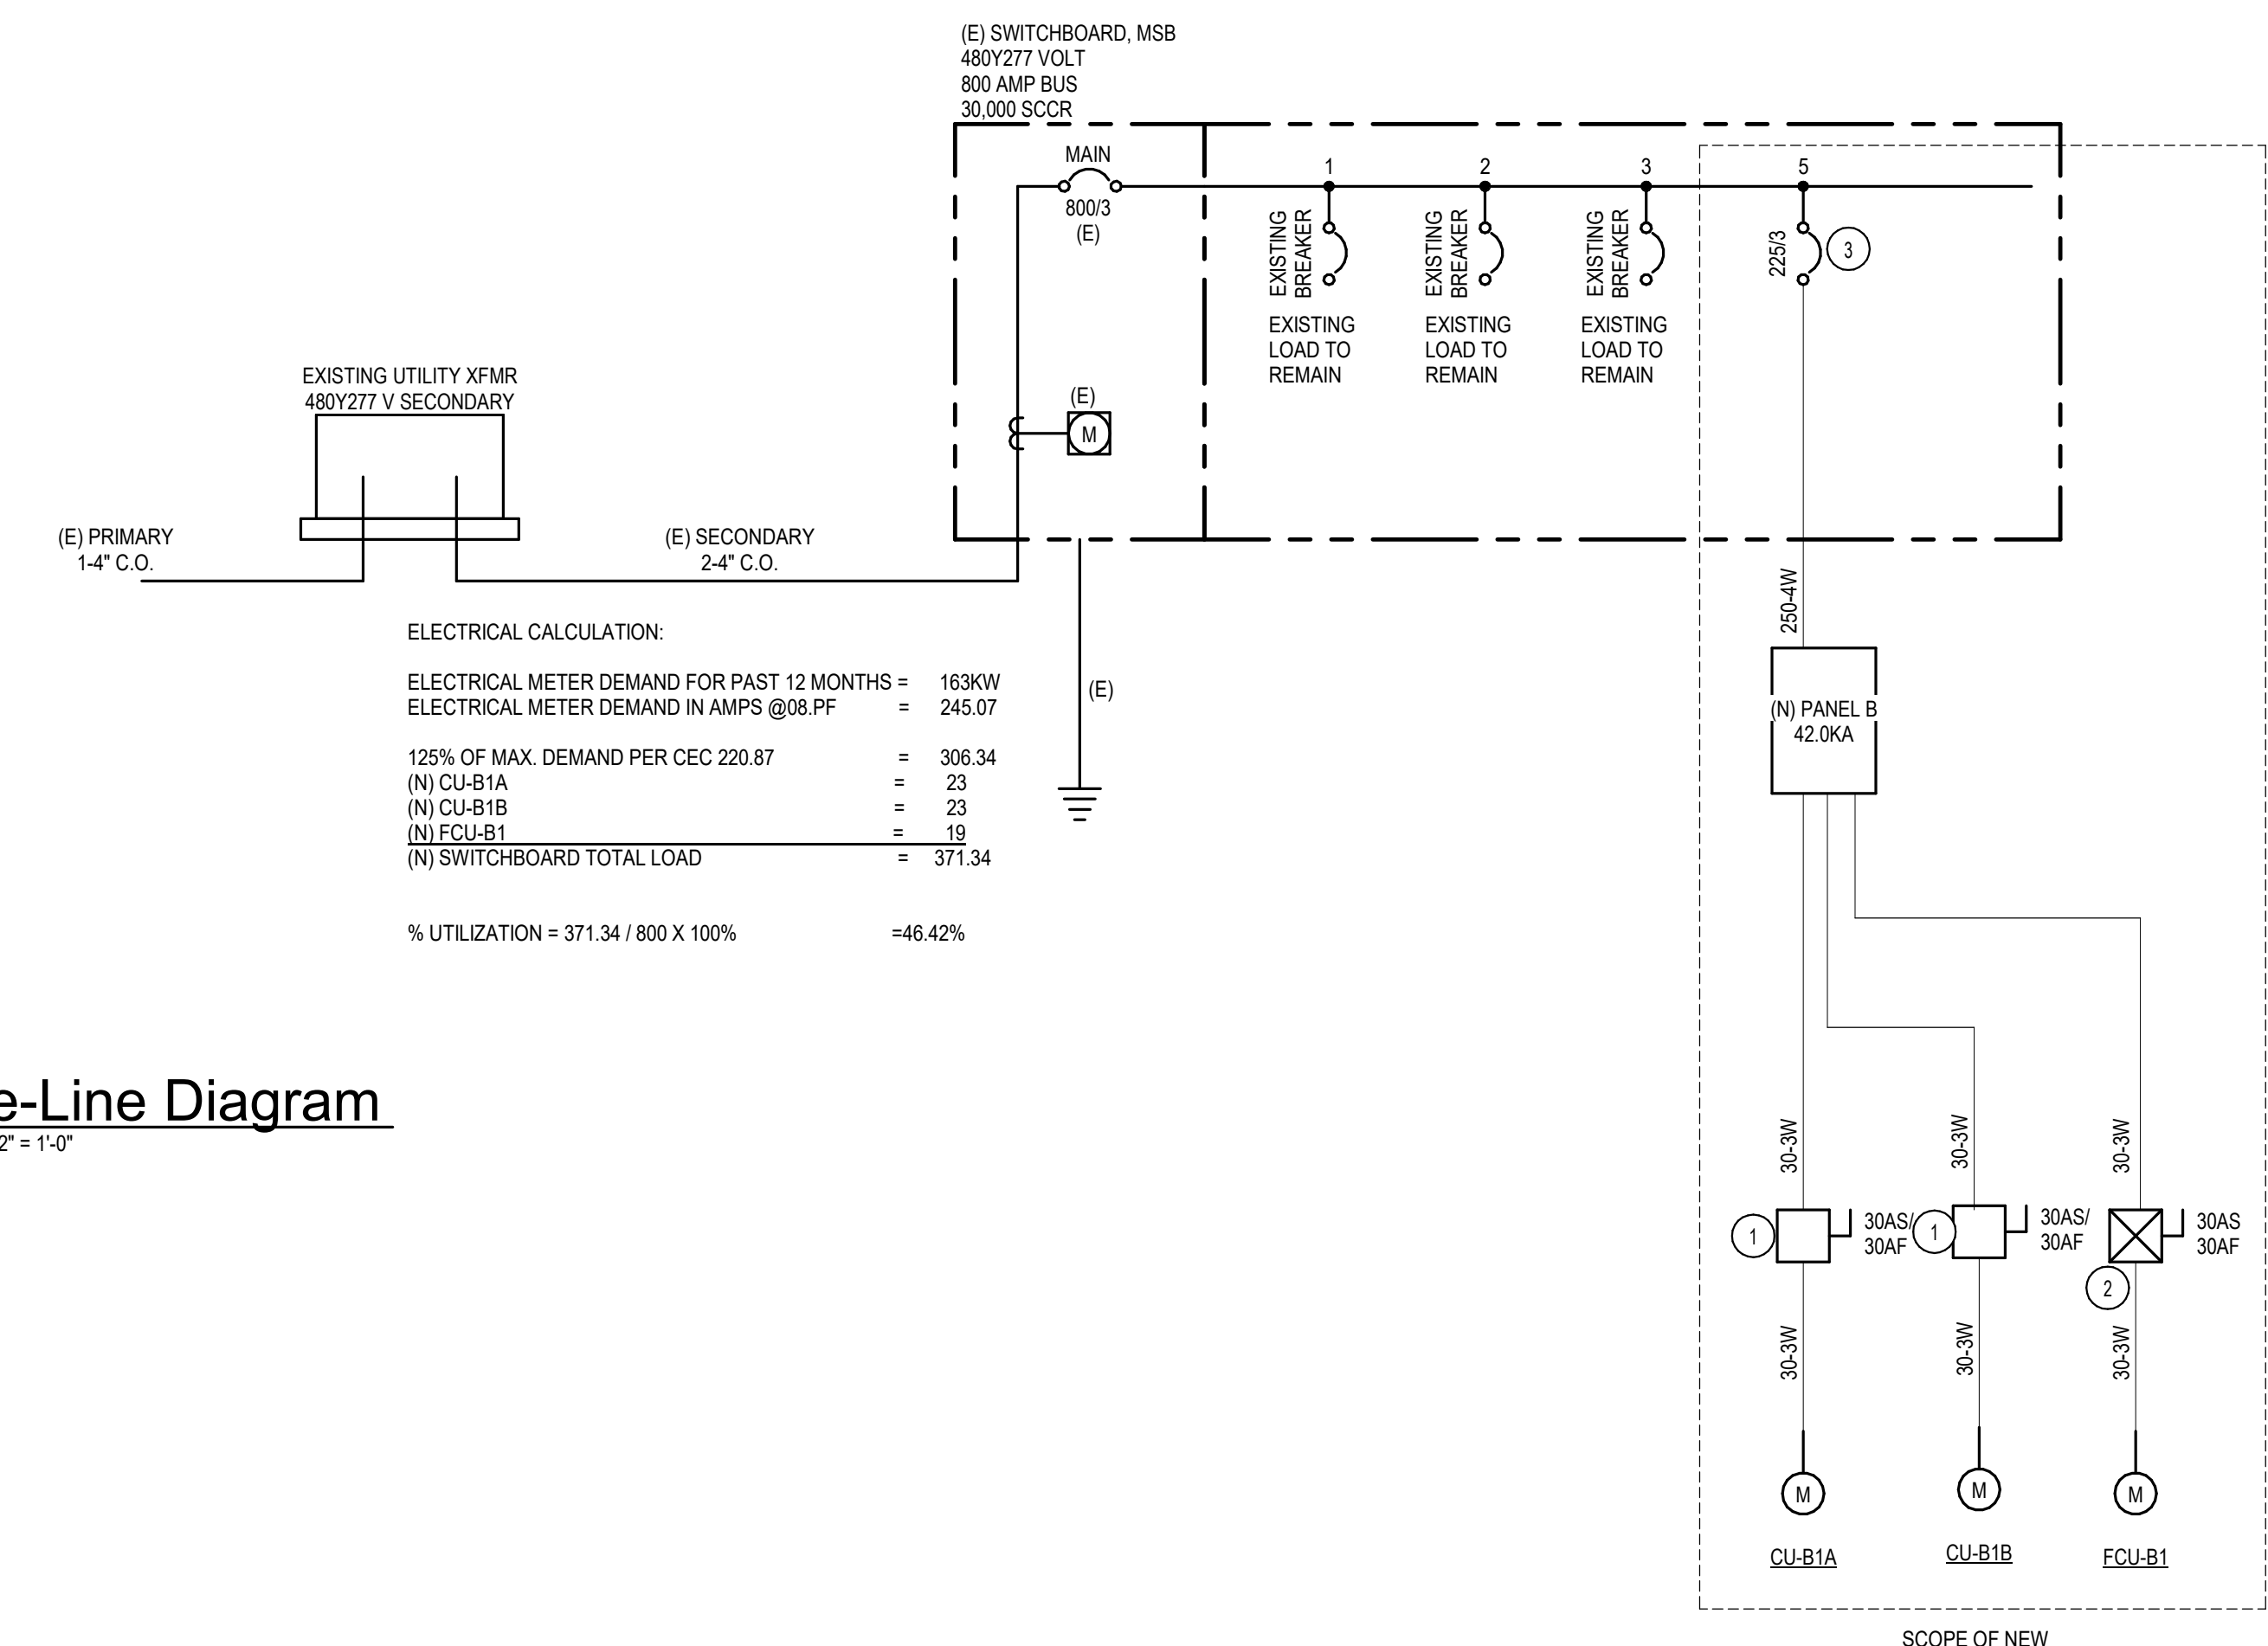 (E) SWITCHBOARD, MSB
480Y277 VOLT
800 AMP BUS
30,000 SCCR
MAIN
800/3
(E)
1
2
3
5
EXISTING
BREAKER
EXISTING
BREAKER
EXISTING
BREAKER
225/3
3
EXISTING
LOAD TO
REMAIN
EXISTING
LOAD TO
REMAIN
EXISTING
LOAD TO
REMAIN
EXISTING UTILITY XFMR
480Y277 V SECONDARY
(E)
M
(E) PRIMARY
1-4" C.O.
(E) SECONDARY
2-4" C.O.
(E)
ELECTRICAL CALCULATION:
ELECTRICAL METER DEMAND FOR PAST 12 MONTHS = 163KW
ELECTRICAL METER DEMAND IN AMPS @08.PF = 245.07
125% OF MAX. DEMAND PER CEC 220.87 = 306.34
(N) CU-B1A = 23
(N) CU-B1B = 23
(N) FCU-B1 = 19
(N) SWITCHBOARD TOTAL LOAD = 371.34
% UTILIZATION = 371.34 / 800 X 100% =46.42%
250-4W
(N) PANEL B
42.0KA
e-Line Diagram
2" = 1'-0"
30-3W
30-3W
30-3W
1
30AS/
30AF
1
30AS/
30AF
30AS
30AF
2
30-3W
30-3W
30-3W
M
M
M
CU-B1A
CU-B1B
FCU-B1
SCOPE OF NEW